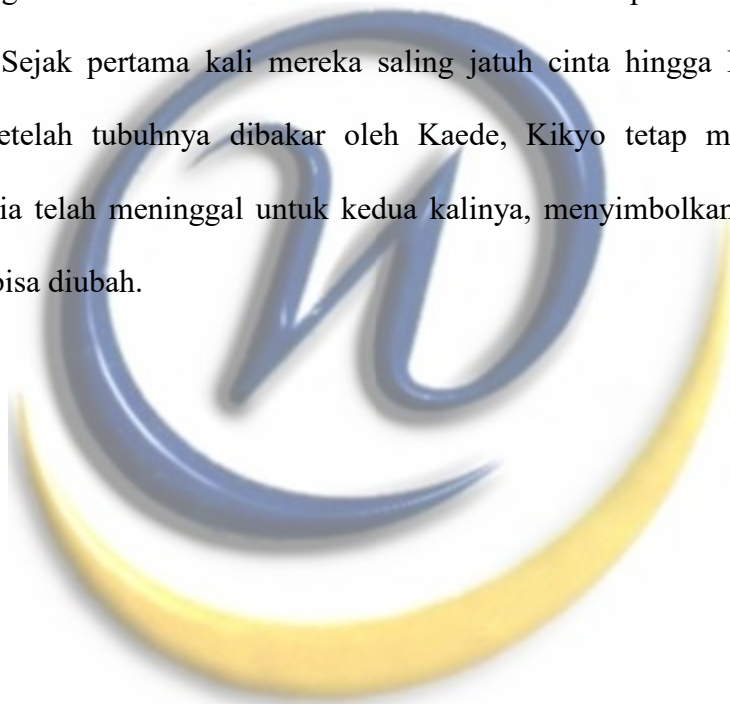 Sejak pertama kali mereka saling jatuh cinta hingga
setelah tubuhnya dibakar oleh Kaede, Kikyo tetap
ia telah meninggal untuk kedua kalinya, menyimbolkan
bisa diubah.